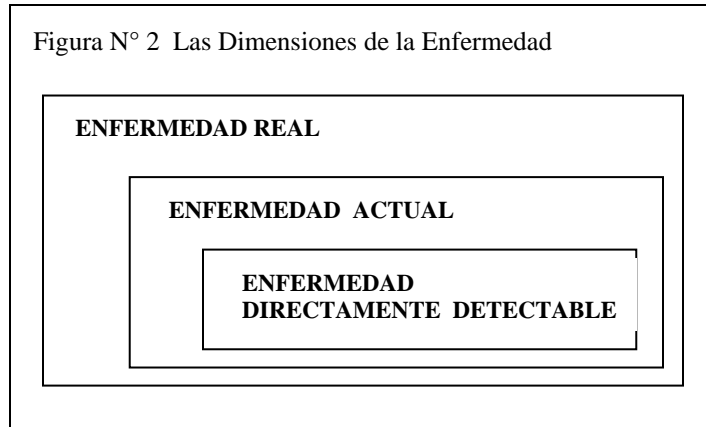 Figura N° 2 Las Dimensiones de la Enfermedad
ENFERMEDAD REAL
ENFERMEDAD ACTUAL
ENFERMEDAD
DIRECTAMENTE DETECTABLE